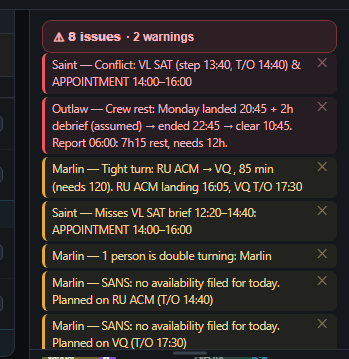 ⚠ 8 issues · 2 warnings
Saint — Conflict: VL SAT (step 13:40, T/O 14:40) &
APPOINTMENT 14:00–16:00
Outlaw — Crew rest: Monday landed 20:45 + 2h
debrief (assumed) → ended 22:45 → clear 10:45.
Report 06:00: 7h15 rest, needs 12h.
Marlin — Tight turn: RU ACM → VQ , 85 min
(needs 120). RU ACM landing 16:05, VQ T/O 17:30
Saint — Misses VL SAT brief 12:20–14:40:
APPOINTMENT 14:00–16:00
Marlin — 1 person is double turning: Marlin
Marlin — SANS: no availability filed for today.
Planned on RU ACM (T/O 14:40)
Marlin — SANS: no availability filed for today.
Planned on VQ (T/O 17:30)